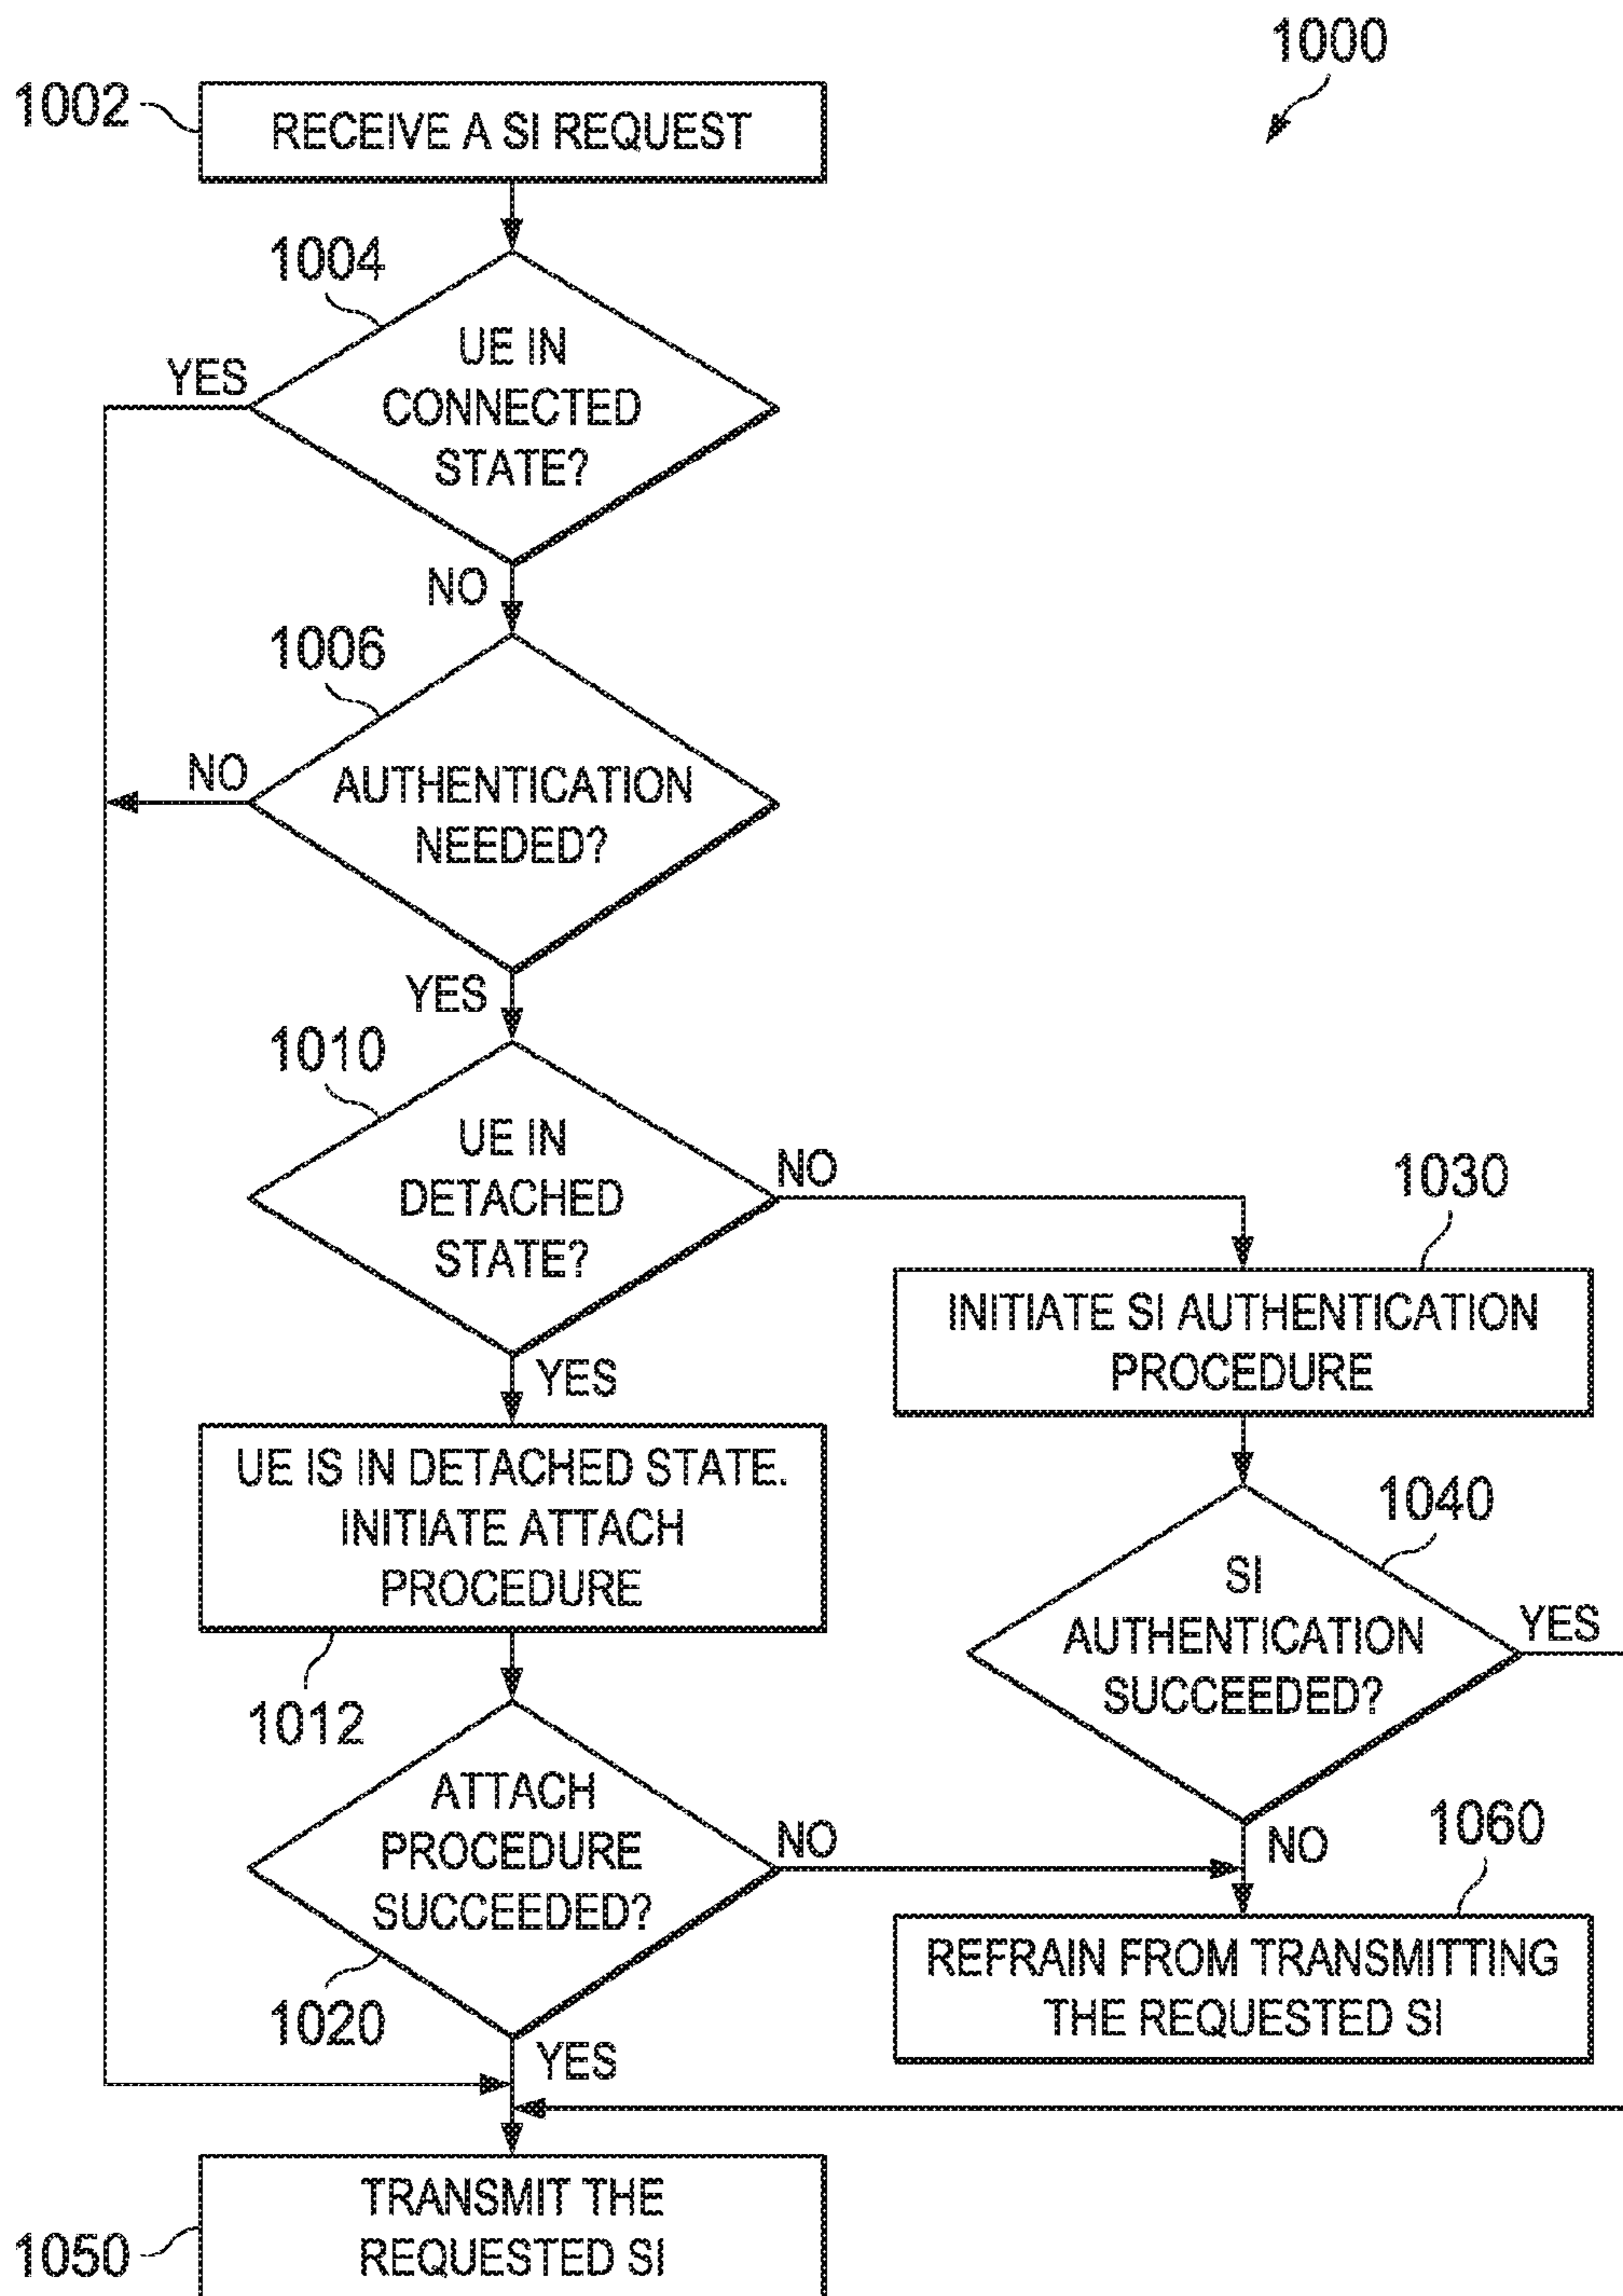 1000
1002
RECEIVE A SI REQUEST
1004
UE IN
CONNECTED
STATE?
YES
NO
1006
AUTHENTICATION
NEEDED?
NO
YES
1010
UE IN
DETACHED
STATE?
NO
YES
1030
INITIATE SI AUTHENTICATION
PROCEDURE
UE IS IN DETACHED STATE.
INITIATE ATTACH
PROCEDURE
1012
1040
SI
AUTHENTICATION
SUCCEEDED?
YES
NO
ATTACH
PROCEDURE
SUCCEEDED?
NO
1020
YES
1060
REFRAIN FROM TRANSMITTING
THE REQUESTED SI
1050
TRANSMIT THE
REQUESTED SI